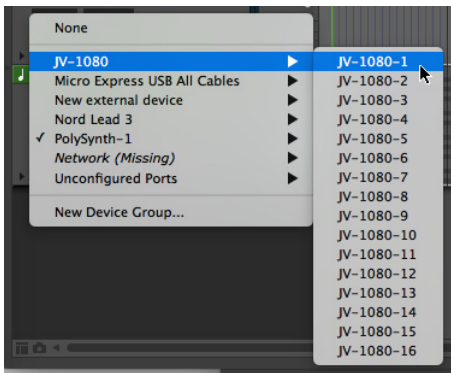 None
JV-1080
Micro Express USB All Cables
New external device
Nord Lead 3
✓ PolySynth-1
Network (Missing)
Unconfigured Ports
New Device Group...
JV-1080-1
JV-1080-2
JV-1080-3
JV-1080-4
JV-1080-5
JV-1080-6
JV-1080-7
JV-1080-8
JV-1080-9
JV-1080-10
JV-1080-11
JV-1080-12
JV-1080-13
JV-1080-14
JV-1080-15
JV-1080-16